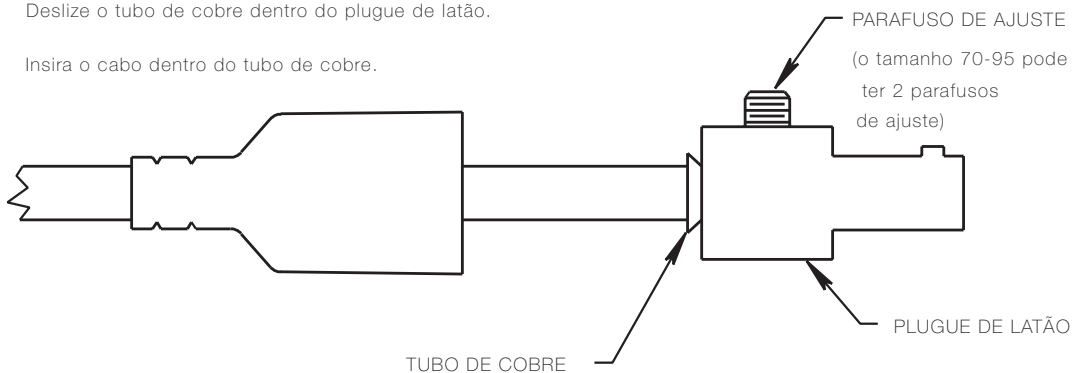 Deslize o tubo de cobre dentro do plugue de latão.
Insira o cabo dentro do tubo de cobre.
PARAFUSO DE AJUSTE
(o tamanho 70-95 pode
ter 2 parafusos
de ajuste)
PLUGUE DE LATÃO
TUBO DE COBRE